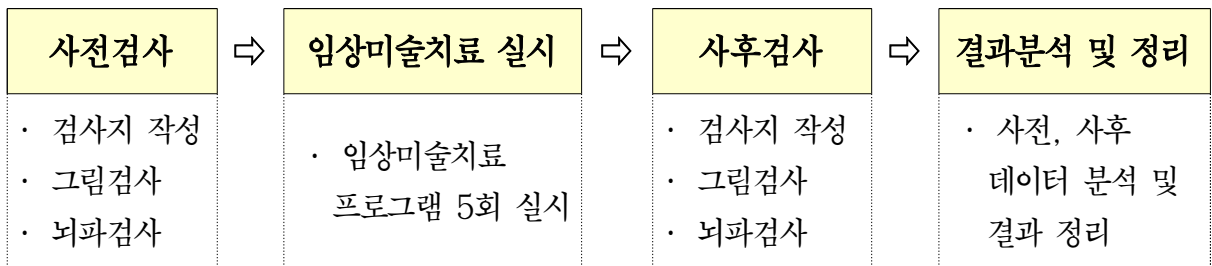 사전검사 ⇨ 임상미술치료 실시 ⇨ 사후검사 ⇨ 결과분석 및 정리
· 검사지 작성
· 그림검사
· 뇌파검사
· 임상미술치료
프로그램 5회 실시
· 검사지 작성
· 그림검사
· 뇌파검사
· 사전, 사후
데이터 분석 및
결과 정리